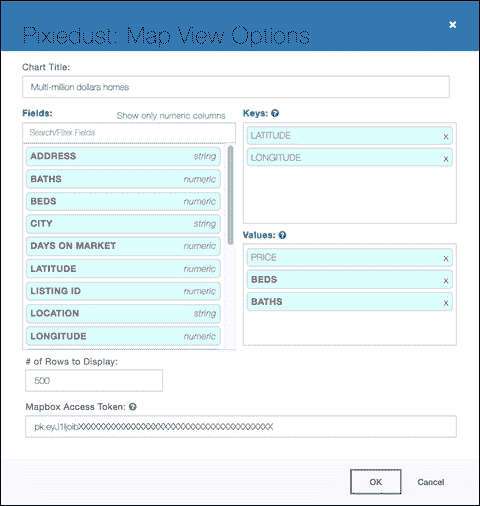 Pixiedust: Map View Options
×
Chart Title:
Multi-million dollars homes
Fields: Show only numeric columns
Search/Filter Fields
ADDRESS string
BATHS numeric
BEDS numeric
CITY string
DAYS ON MARKET numeric
LATITUDE numeric
LISTING ID numeric
LOCATION string
LONGITUDE numeric
Keys: ?
LATITUDE x
LONGITUDE x
Values: ?
PRICE x
BEDS x
BATHS x
# of Rows to Display:
500
Mapbox Access Token: ?
OK Cancel